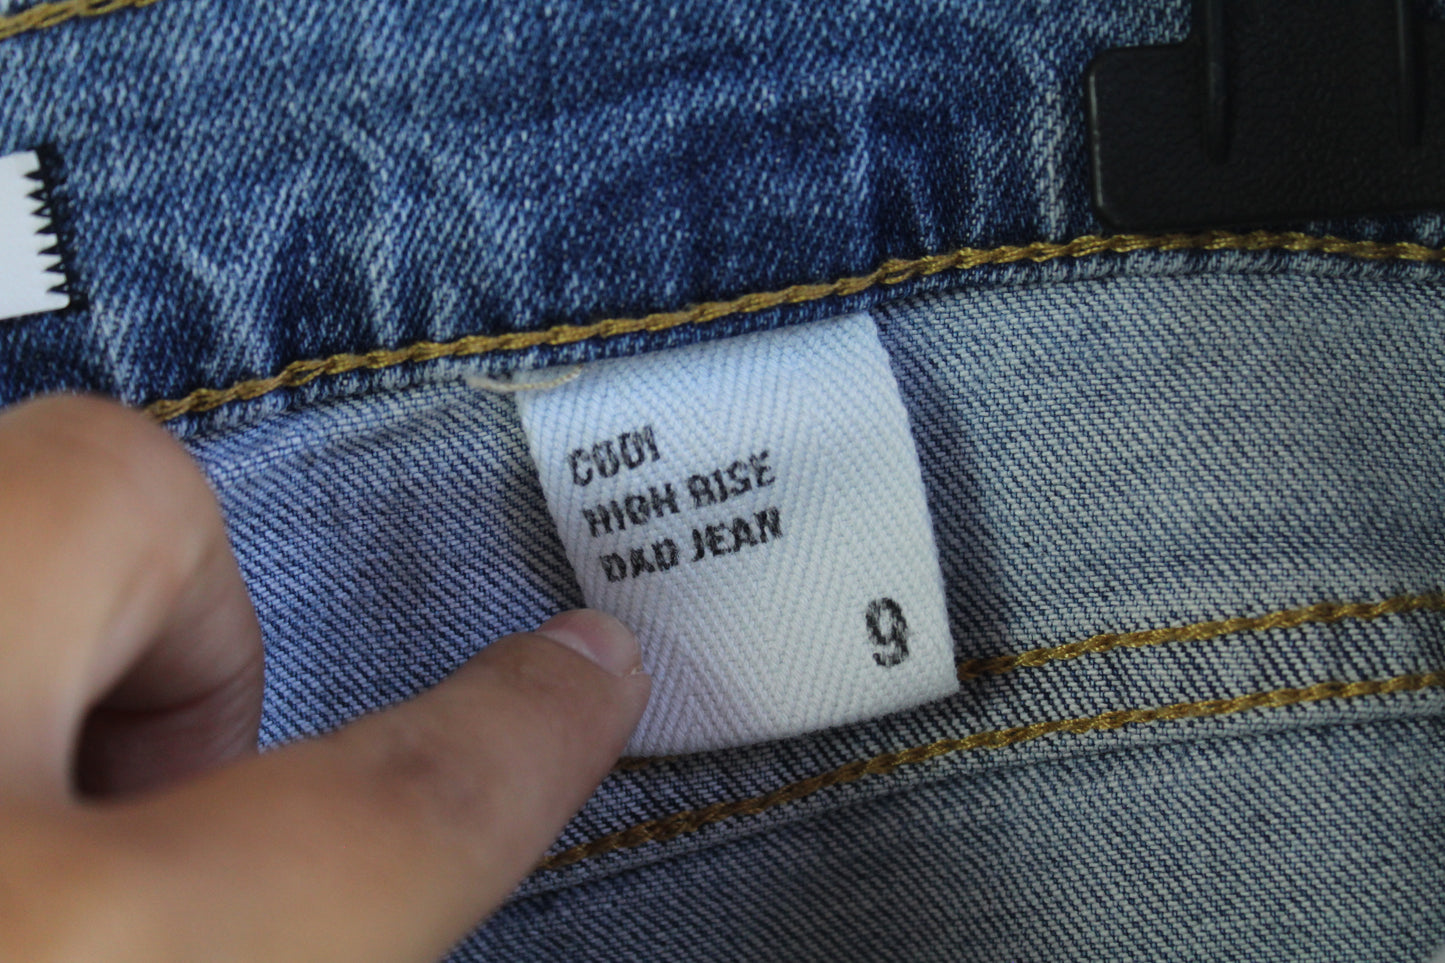 CODI
HIGH RISE
DAD JEAN
9